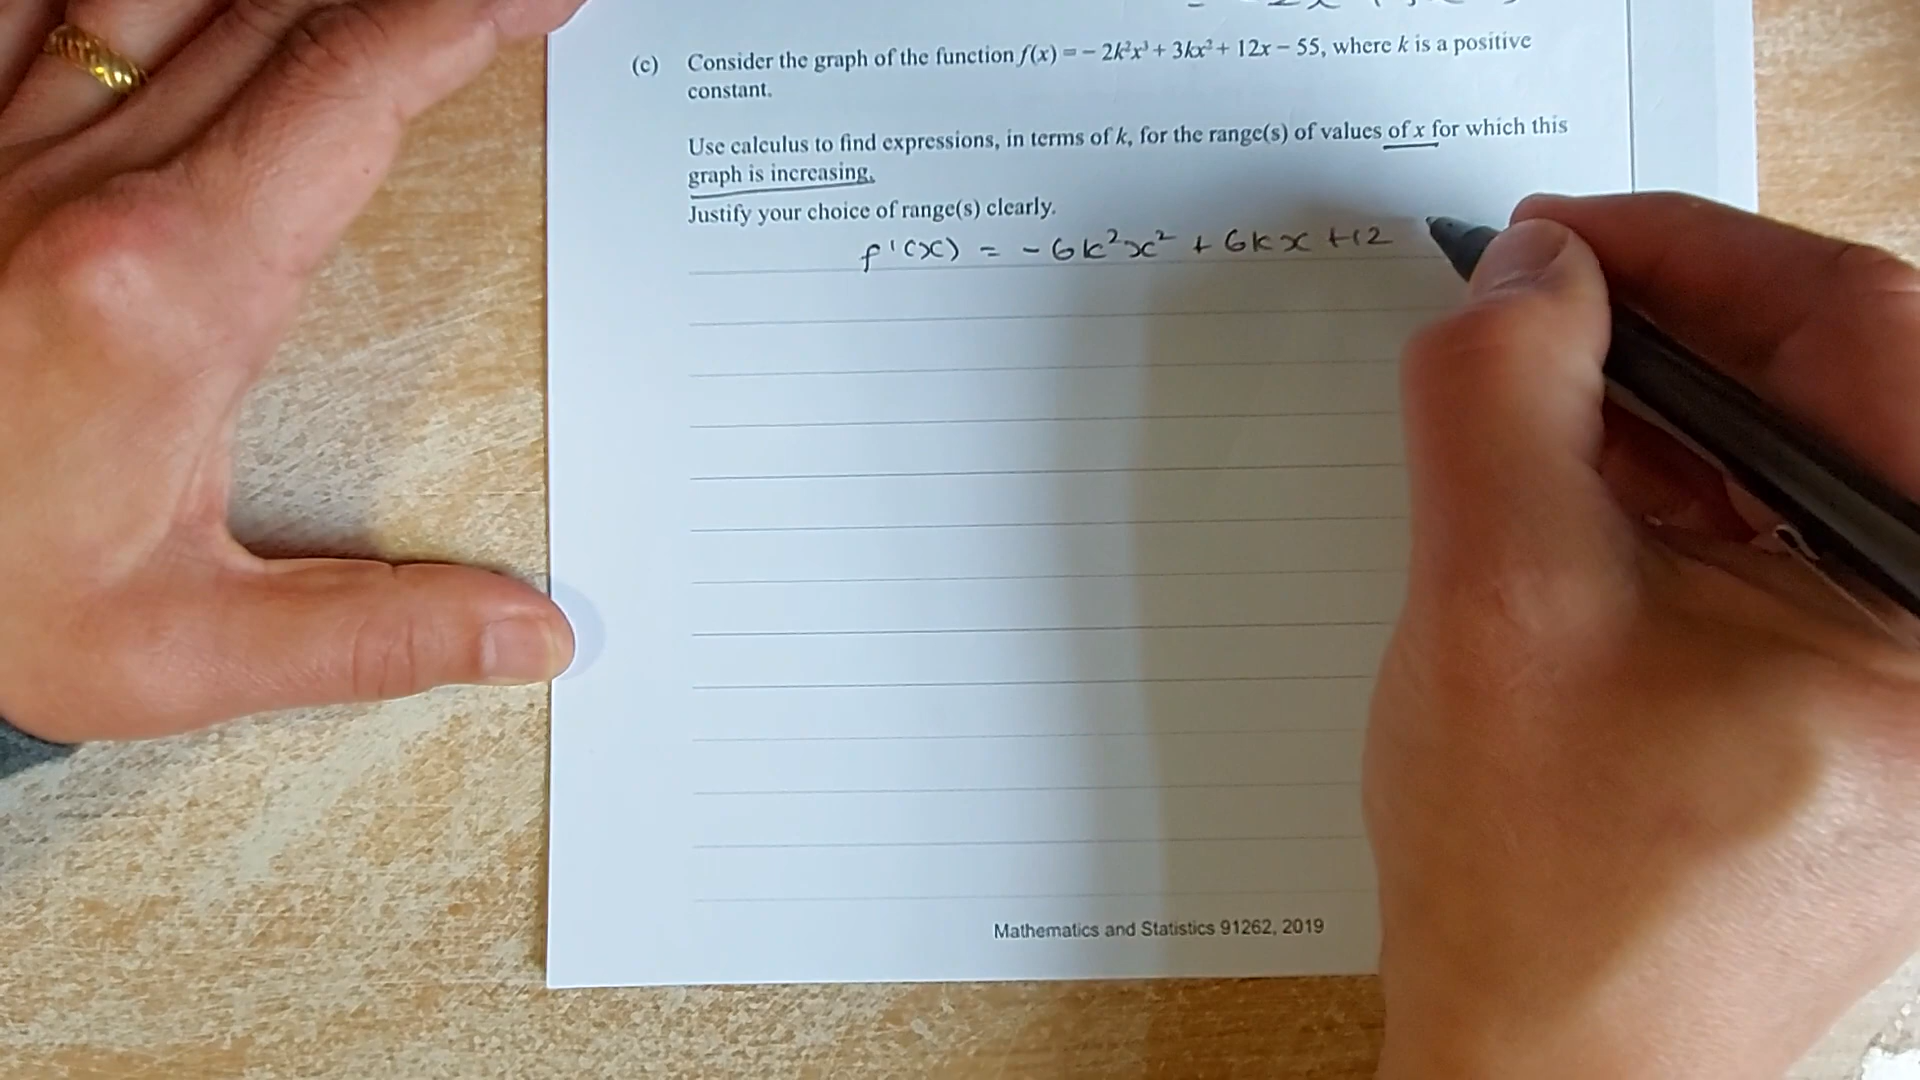 (c) Consider the graph of the function f(x) = – 2k²x³ + 3kx² + 12x – 55, where k is a positive
constant.
Use calculus to find expressions, in terms of k, for the range(s) of values of x for which this
graph is increasing.
Justify your choice of range(s) clearly.
f'(x) = -6k²x² + 6kx +12
Mathematics and Statistics 91262, 2019